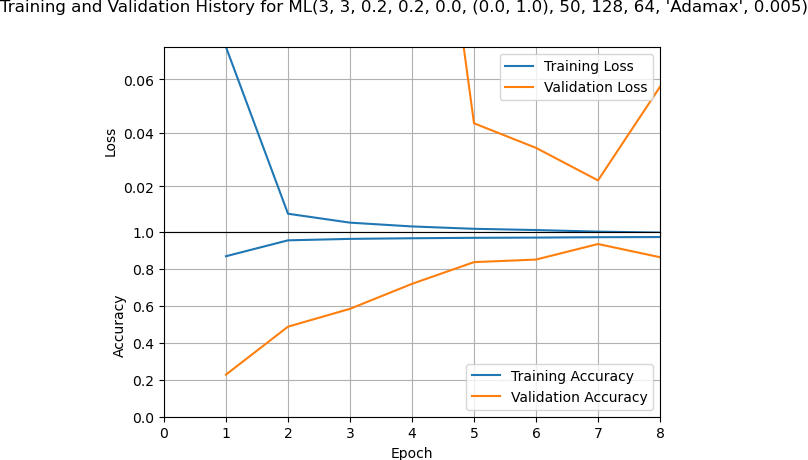 Training and Validation History for ML(3, 3, 0.2, 0.2, 0.0, (0.0, 1.0), 50, 128, 64, 'Adamax', 0.005)
Training Loss
Validation Loss
0.06
0.04
0.02
Loss
1.0
0.8
0.6
0.4
0.2
0.0
Accuracy
Training Accuracy
Validation Accuracy
0 1 2 3 4 5 6 7 8
Epoch